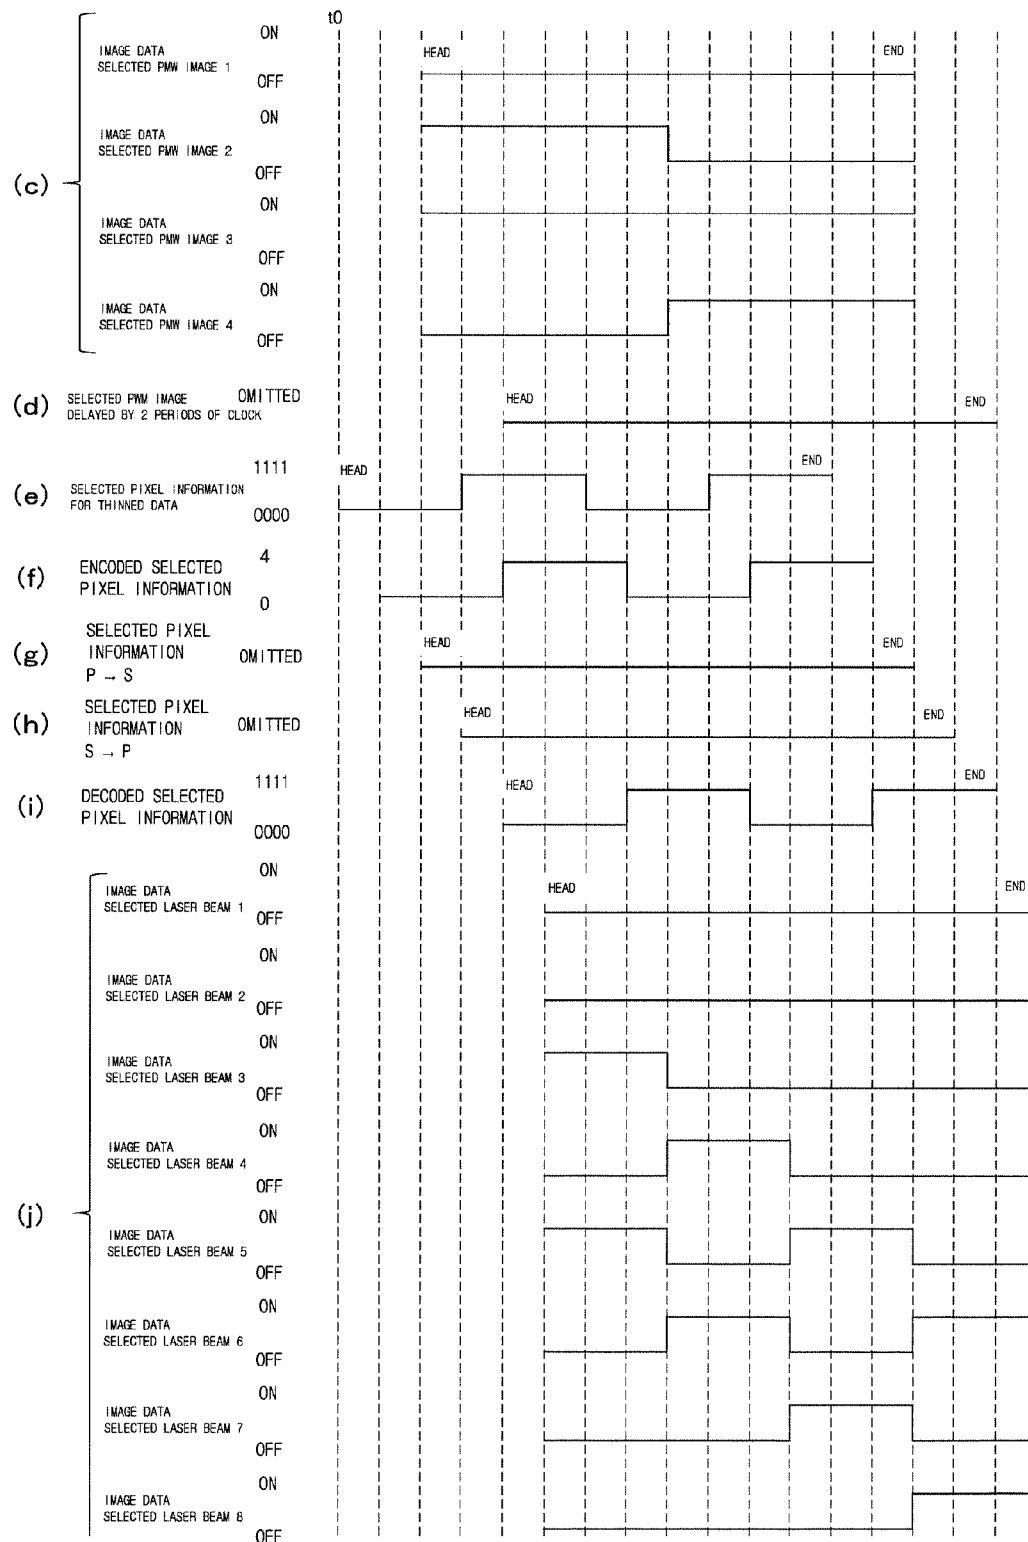 t0
(c)
ON
IMAGE DATA
SELECTED PMW IMAGE 1
OFF
HEAD
END
ON
IMAGE DATA
SELECTED PMW IMAGE 2
OFF
ON
IMAGE DATA
SELECTED PMW IMAGE 3
OFF
ON
IMAGE DATA
SELECTED PMW IMAGE 4
OFF
(d)
SELECTED PWM IMAGE
DELAYED BY 2 PERIODS OF CLOCK
OMITTED
HEAD
END
(e)
SELECTED PIXEL INFORMATION
FOR THINNED DATA
1111
0000
HEAD
END
(f)
ENCODED SELECTED
PIXEL INFORMATION
4
0
(g)
SELECTED PIXEL
INFORMATION
P → S
OMITTED
HEAD
END
(h)
SELECTED PIXEL
INFORMATION
S → P
OMITTED
HEAD
END
(i)
DECODED SELECTED
PIXEL INFORMATION
1111
0000
HEAD
END
(j)
ON
IMAGE DATA
SELECTED LASER BEAM 1
OFF
HEAD
END
ON
IMAGE DATA
SELECTED LASER BEAM 2
OFF
ON
IMAGE DATA
SELECTED LASER BEAM 3
OFF
ON
IMAGE DATA
SELECTED LASER BEAM 4
OFF
ON
IMAGE DATA
SELECTED LASER BEAM 5
OFF
ON
IMAGE DATA
SELECTED LASER BEAM 6
OFF
ON
IMAGE DATA
SELECTED LASER BEAM 7
OFF
ON
IMAGE DATA
SELECTED LASER BEAM 8
OFF